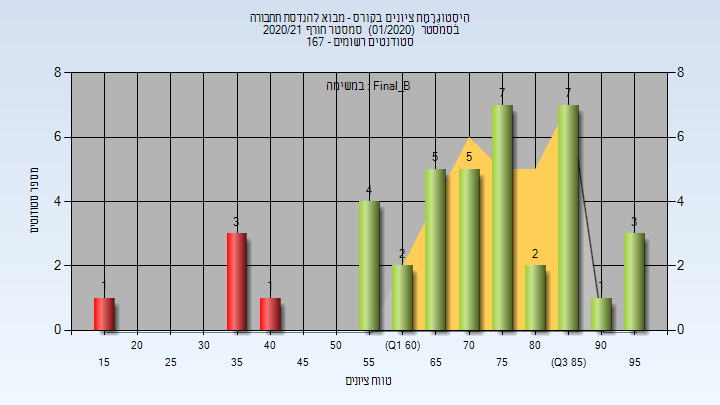 היסטוגרמת ציונים בקורס - מבוא להנדסת תחבורה
בסמסטר (01/2020) סמסטר חורף 2020/21
סטודנטים רשומים - 167
במשימה : Final_B
8 8
7 7
6 6
5 5
4 4 4
3 3
2 2 2 2
1 1 1
0 0
מספר סטודנטים
20 30 40 50 (Q1 60) 70 80 90
15 25 35 45 55 65 75 85 (Q3 85) 95
טווח ציונים